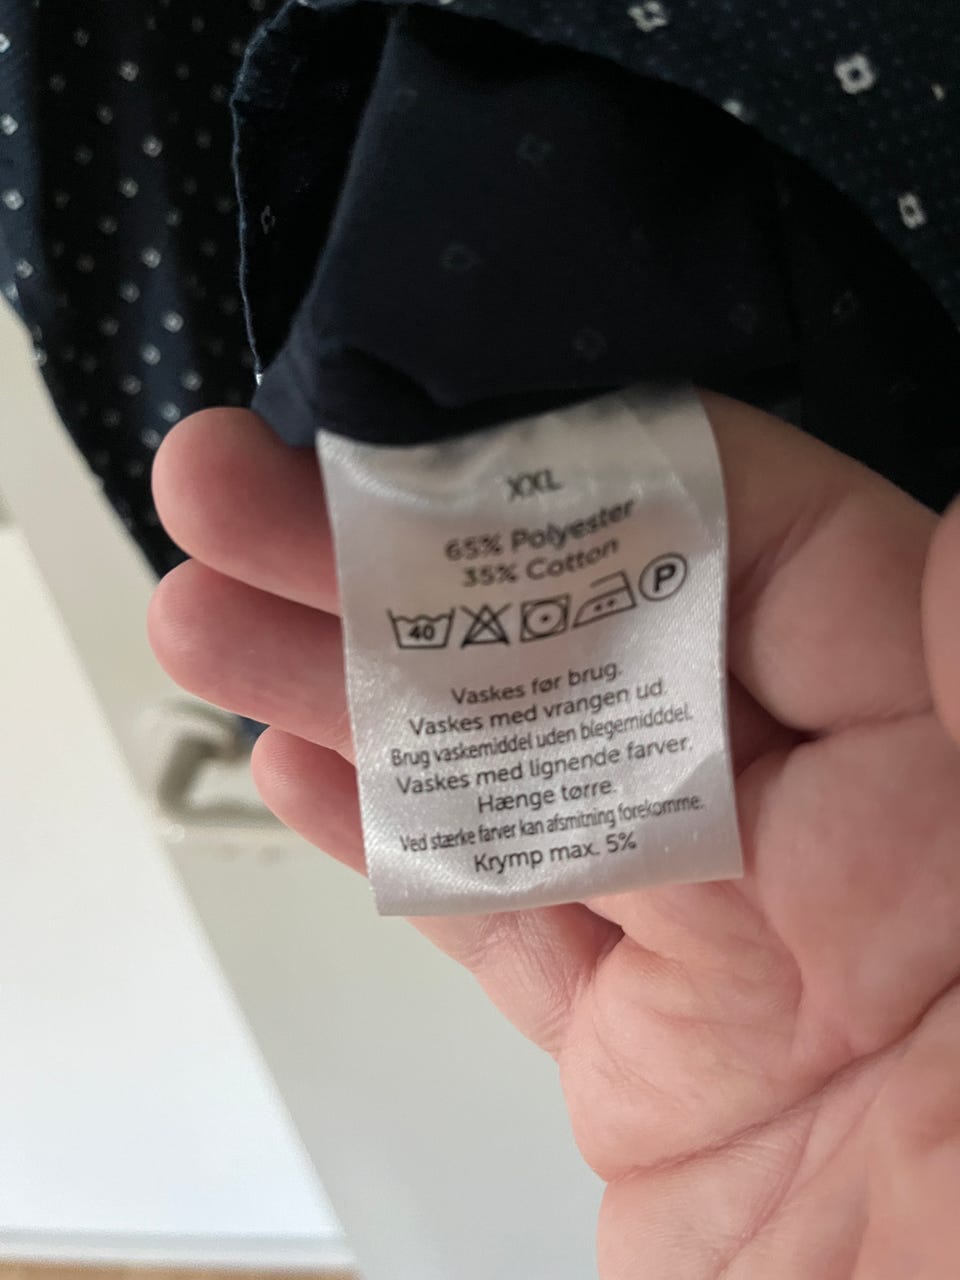 XXL
65% Polyester
35% Cotton
40 P
Vaskes før brug.
Vaskes med vrangen ud.
Brug vaskemiddel uden blegemidddel.
Vaskes med lignende farver.
Hænge tørre.
Ved stærke farver kan afsmitning forekomme.
Krymp max. 5%